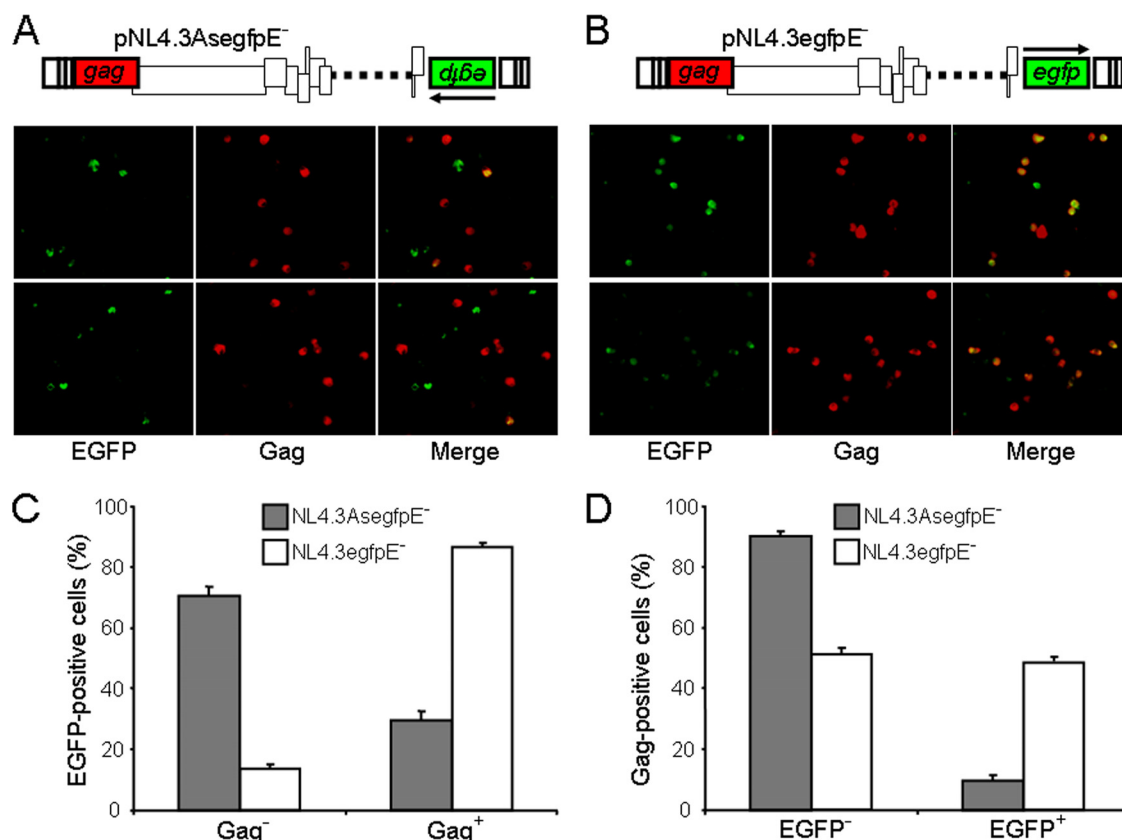 A
pNL4.3AsegfpE⁻
gag
egfp
EGFP
Gag
Merge
B
pNL4.3egfpE⁻
gag
egfp
EGFP
Gag
Merge
C
EGFP-positive cells (%)
100
80
60
40
20
0
NL4.3AsegfpE⁻
NL4.3egfpE⁻
Gag⁻
Gag⁺
D
Gag-positive cells (%)
100
80
60
40
20
0
NL4.3AsegfpE⁻
NL4.3egfpE⁻
EGFP⁻
EGFP⁺